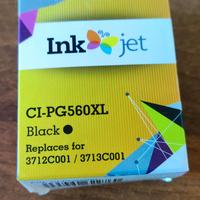 Ink jet
CI-PG560XL
Black
Replaces for
3712C001 / 3713C001